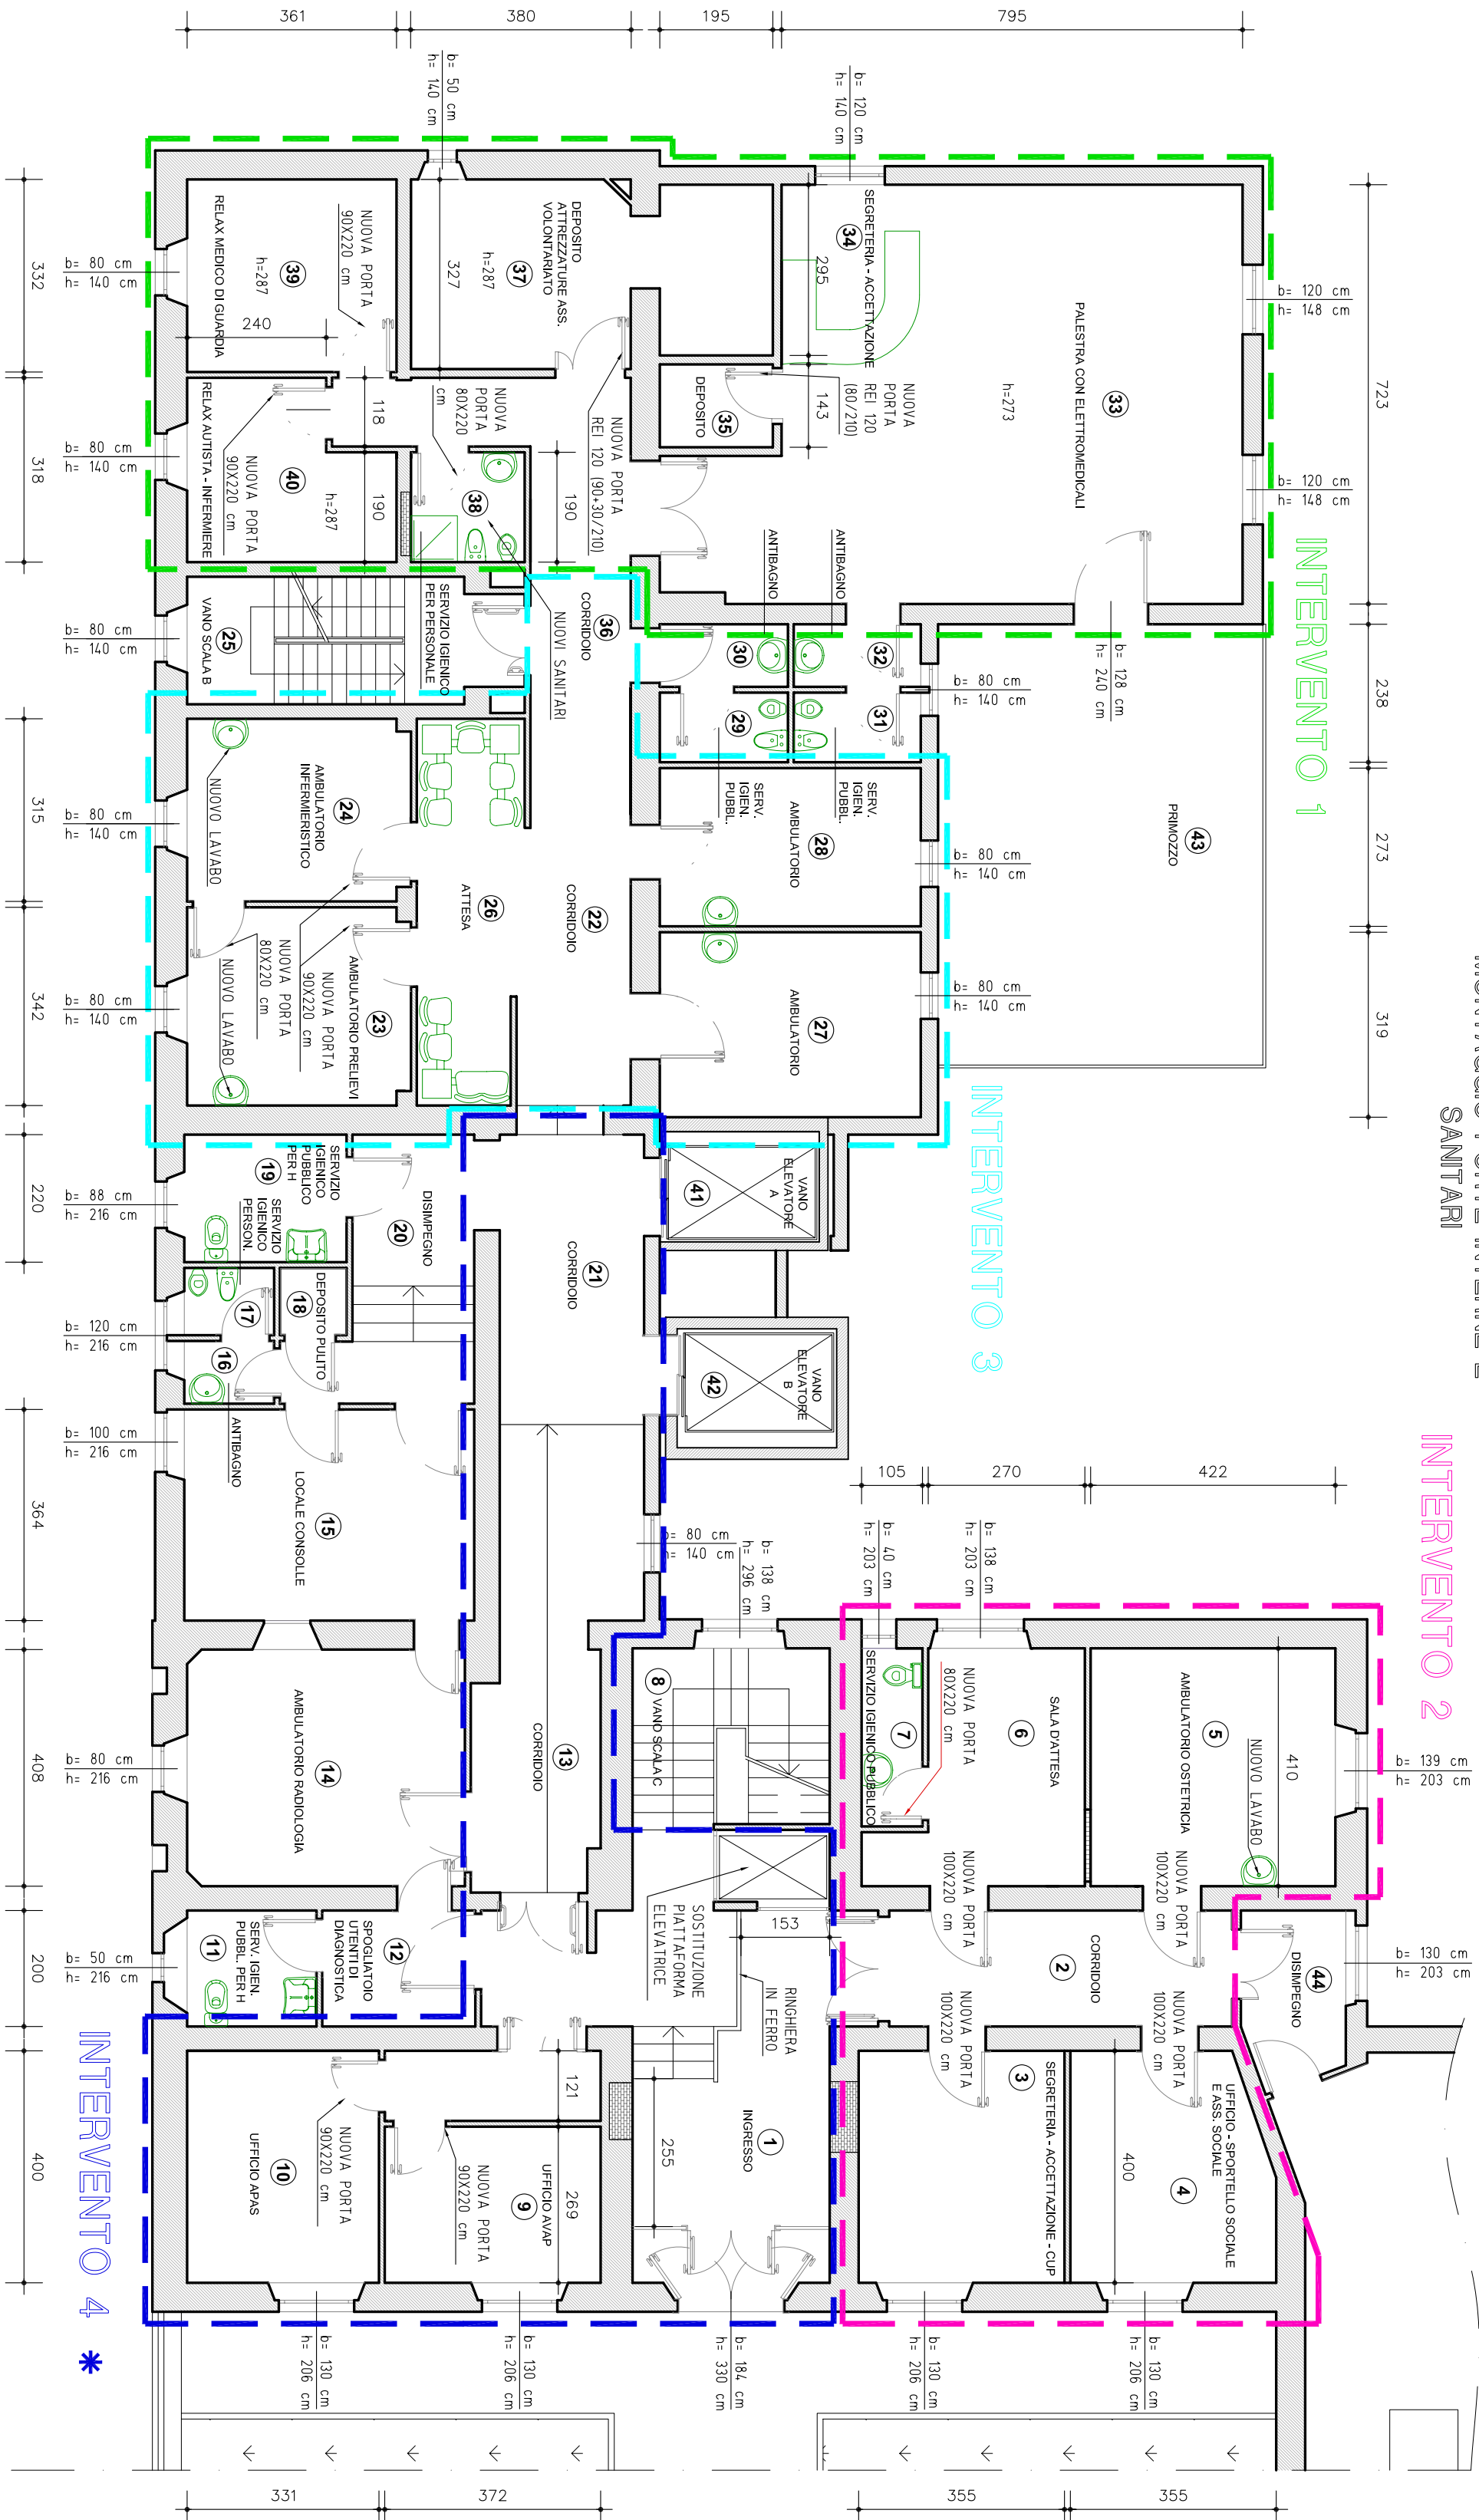 MONTAGGIO PORTE INTERNE E
SANITARI
INTERVENTO 1
INTERVENTO 2
INTERVENTO 3
INTERVENTO 4 *
361
380
195
795
b= 50 cm
h= 140 cm
b= 120 cm
h= 140 cm
723
238
273
319
b= 120 cm
h= 148 cm
b= 120 cm
h= 148 cm
33
PALESTRA CON ELETTROMEDICALI
h=273
34
SEGRETERIA - ACCETTAZIONE
295
143
35
DEPOSITO
NUOVA
PORTA
REI 120
(80/210)
37
DEPOSITO
ATTREZZATURE ASS.
VOLONTARIATO
h=287
327
NUOVA PORTA
REI 120 (90+30/210)
39
h=287
RELAX MEDICO DI GUARDIA
NUOVA PORTA
90X220 cm
240
118
190
190
40
h=287
RELAX AUTISTA - INFERMIERE
NUOVA PORTA
90X220 cm
NUOVA
PORTA
80X220
cm
38
SERVIZIO IGIENICO
PER PERSONALE
NUOVI SANITARI
25
VANO SCALA B
36
CORRIDOIO
ANTIBAGNO
ANTIBAGNO
30
32
29
31
SERV.
IGIEN.
PUBBL.
SERV.
IGIEN.
PUBBL.
b= 128 cm
h= 240 cm
b= 80 cm
h= 140 cm
b= 80 cm
h= 140 cm
b= 80 cm
h= 140 cm
43
PRIMOZZO
28
AMBULATORIO
27
AMBULATORIO
22
CORRIDOIO
26
ATTESA
24
AMBULATORIO
INFERMIERISTICO
NUOVO LAVABO
23
AMBULATORIO PRELIEVI
NUOVA PORTA
90X220 cm
NUOVA PORTA
80X220 cm
NUOVO LAVABO
332
318
315
342
220
364
408
200
400
b= 80 cm
h= 140 cm
b= 80 cm
h= 140 cm
b= 80 cm
h= 140 cm
b= 80 cm
h= 140 cm
b= 80 cm
h= 140 cm
b= 88 cm
h= 216 cm
b= 120 cm
h= 216 cm
b= 100 cm
h= 216 cm
b= 80 cm
h= 216 cm
b= 50 cm
h= 216 cm
41
VANO
ELEVATORE
A
42
VANO
ELEVATORE
B
19
SERVIZIO
IGIENICO
PUBBLICO
PER H
SERVIZIO
IGIENICO
PERSON.
20
DISIMPEGNO
21
CORRIDOIO
17
18
DEPOSITO PULITO
16
ANTIBAGNO
15
LOCALE CONSOLLE
14
AMBULATORIO RADIOLOGIA
13
CORRIDOIO
b= 80 cm
h= 140 cm
b= 138 cm
h= 296 cm
b= 40 cm
h= 203 cm
b= 138 cm
h= 203 cm
105
270
422
8
VANO SCALA C
7
SERVIZIO IGIENICO PUBBLICO
NUOVA PORTA
80X220 cm
6
SALA D'ATTESA
5
AMBULATORIO OSTETRICIA
NUOVO LAVABO
410
b= 139 cm
h= 203 cm
b= 130 cm
h= 203 cm
NUOVA PORTA
100X220 cm
NUOVA PORTA
100X220 cm
2
CORRIDOIO
44
DISIMPEGNO
NUOVA PORTA
100X220 cm
NUOVA PORTA
100X220 cm
3
SEGRETERIA - ACCETTAZIONE - CUP
4
UFFICIO - SPORTELLO SOCIALE
E ASS. SOCIALE
400
153
SOSTITUZIONE
PIATTAFORMA
ELEVATRICE
RINGHIERA
IN FERRO
1
INGRESSO
255
12
SPOGLIATOIO
UTENTI DI
DIAGNOSTICA
11
SERV. IGIEN.
PUBBL. PER H
121
269
9
UFFICIO AVAP
NUOVA PORTA
90X220 cm
10
UFFICIO APAS
NUOVA PORTA
90X220 cm
b= 130 cm
h= 206 cm
b= 130 cm
h= 206 cm
b= 184 cm
h= 330 cm
b= 130 cm
h= 206 cm
b= 130 cm
h= 206 cm
331
372
355
355